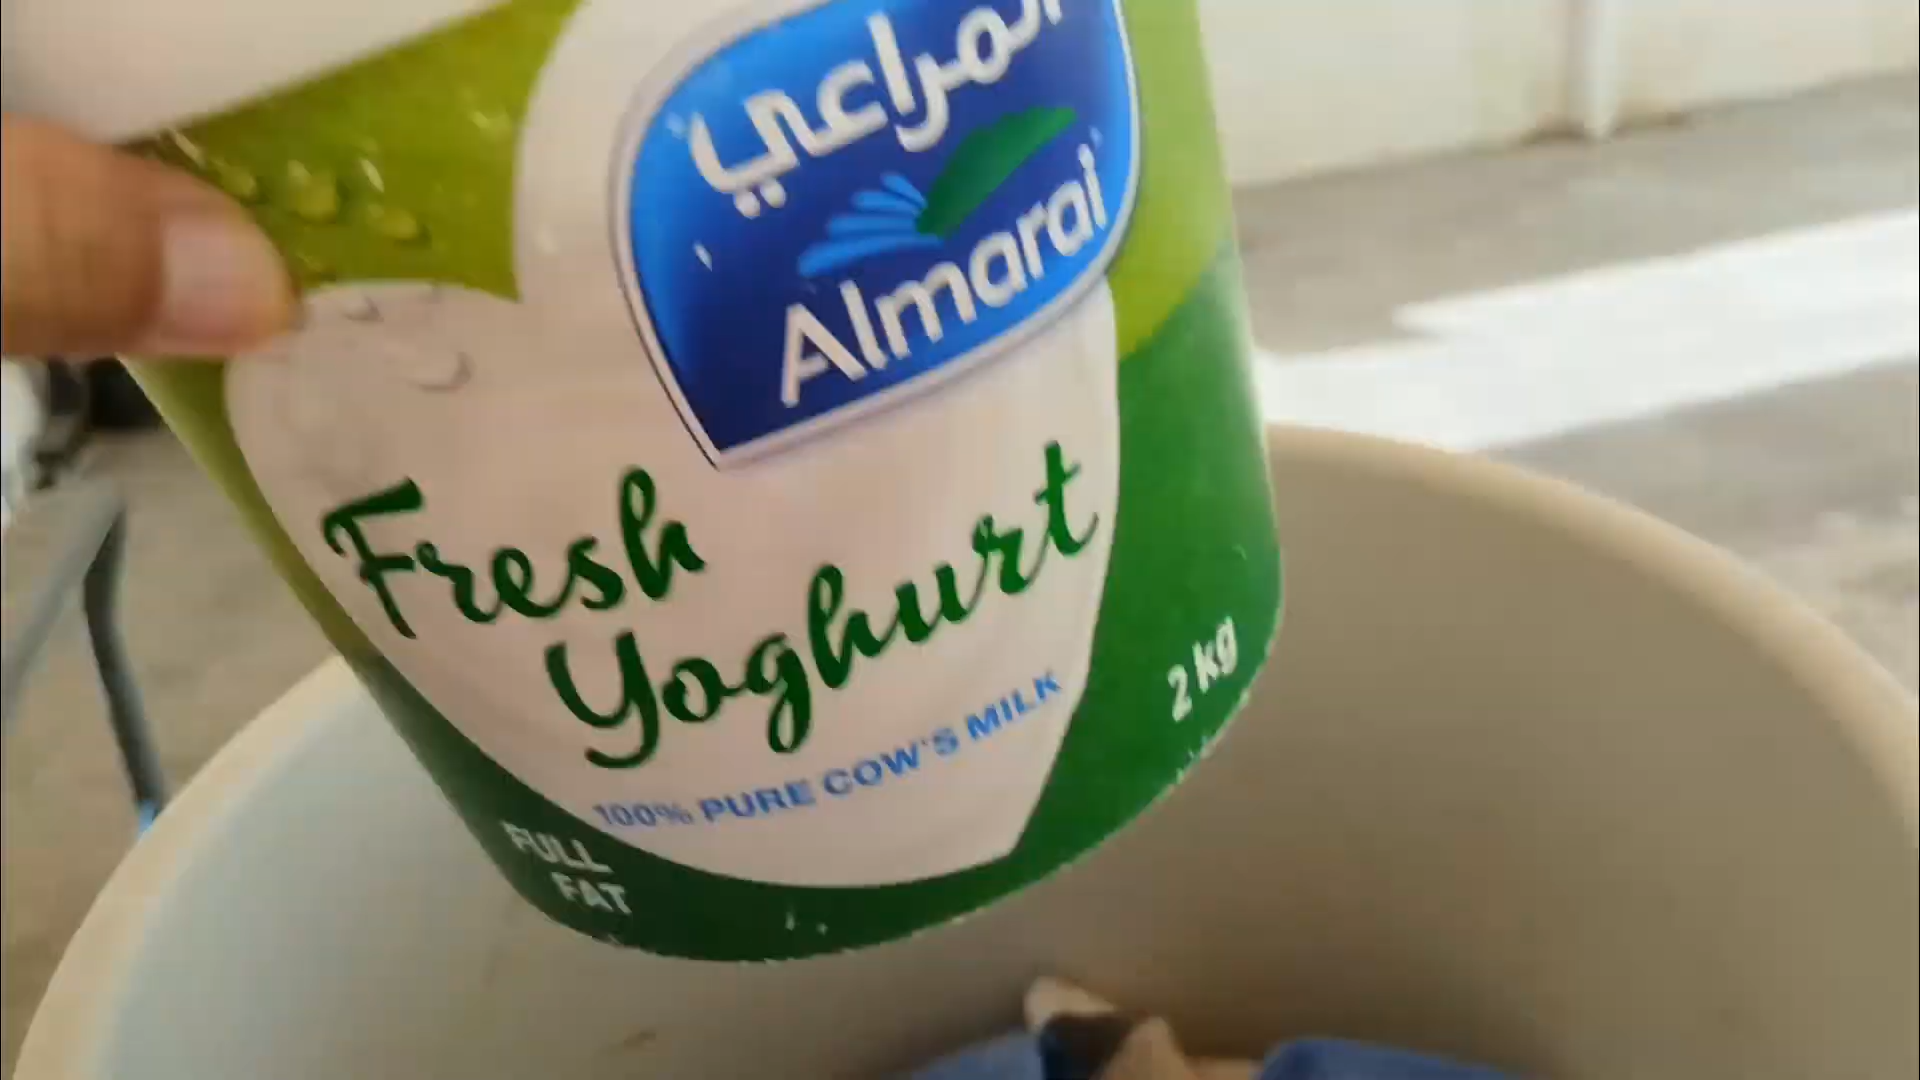 المراعي
Almarai
Fresh
Yoghurt
100% PURE COW'S MILK
2 kg
FULL
FAT